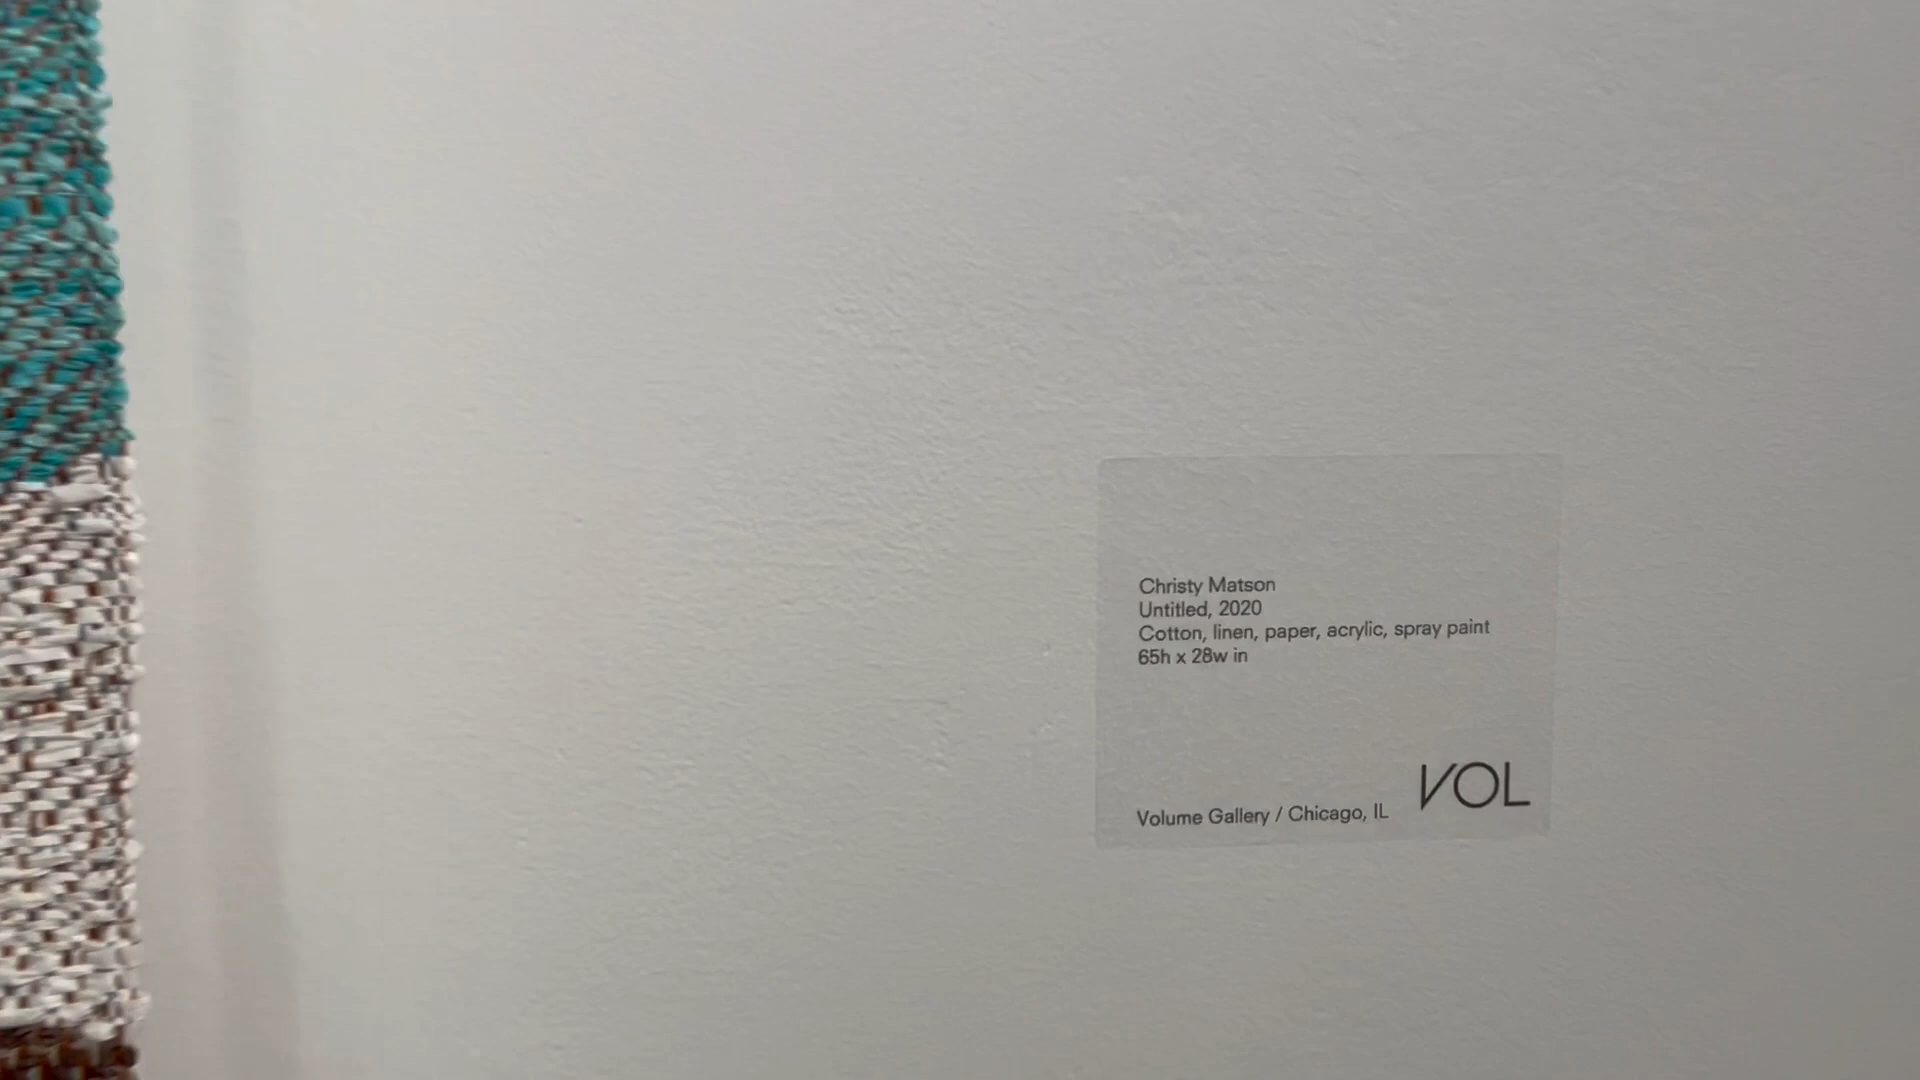 Christy Matson
Untitled, 2020
Cotton, linen, paper, acrylic, spray paint
65h x 28w in
Volume Gallery / Chicago, IL
VOL